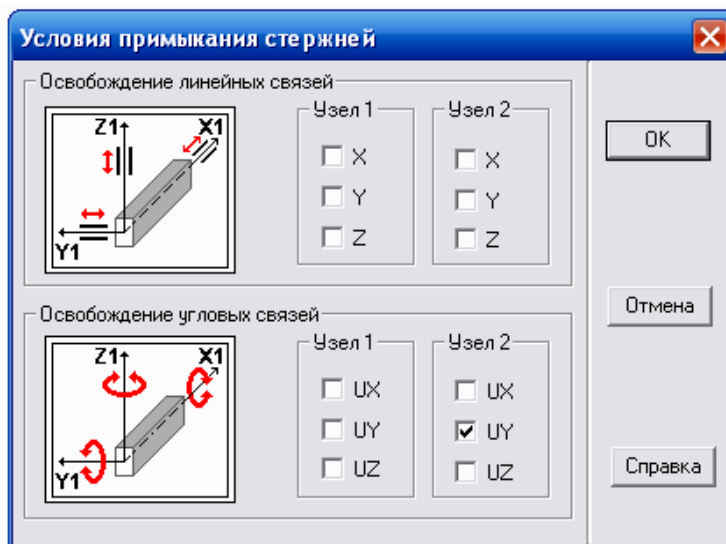 Условия примыкания стержней
Освобождение линейных связей
Z1 X1
Y1
Узел 1
X
Y
Z
Узел 2
X
Y
Z
Освобождение угловых связей
Z1 X1
Y1
Узел 1
UX
UY
UZ
Узел 2
UX
UY
UZ
OK
Отмена
Справка